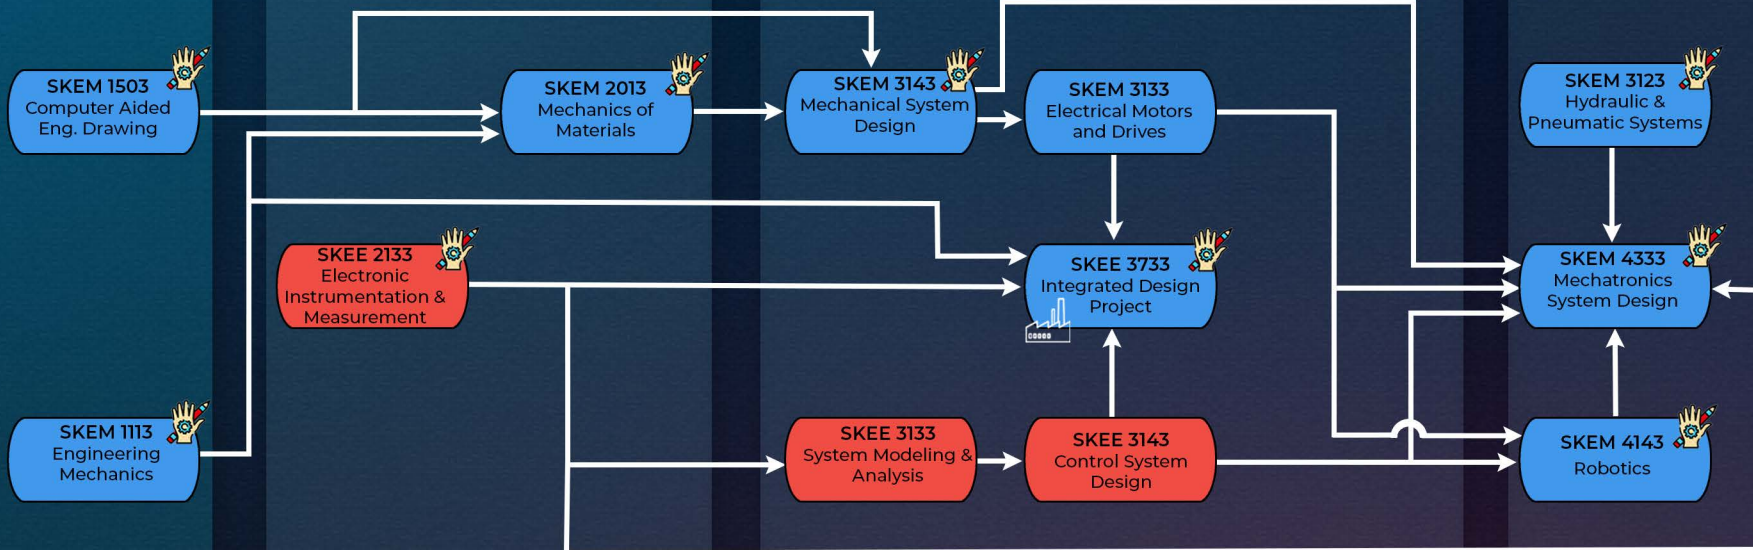 SKEM 1503
Computer Aided
Eng. Drawing
SKEM 2013
Mechanics of
Materials
SKEM 3143
Mechanical System
Design
SKEM 3133
Electrical Motors
and Drives
SKEM 3123
Hydraulic &
Pneumatic Systems
SKEE 2133
Electronic
Instrumentation &
Measurement
SKEE 3733
Integrated Design
Project
SKEM 4333
Mechatronics
System Design
SKEM 1113
Engineering
Mechanics
SKEE 3133
System Modeling &
Analysis
SKEE 3143
Control System
Design
SKEM 4143
Robotics